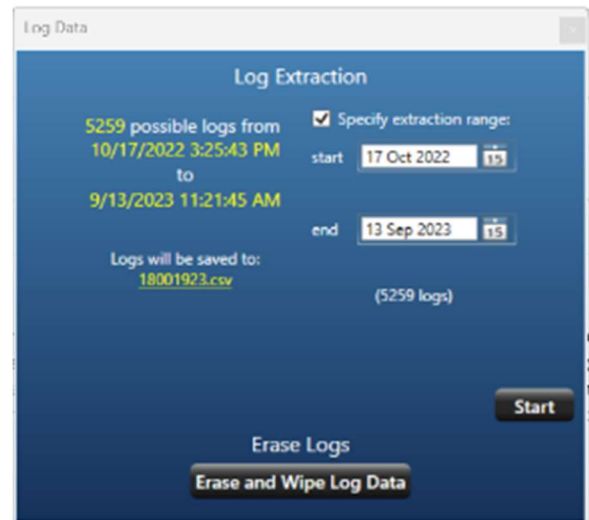 Log Data
Log Extraction
5259 possible logs from
10/17/2022 3:25:43 PM
to
9/13/2023 11:21:45 AM
Logs will be saved to:
18001923.csv
Specify extraction range:
start 17 Oct 2022 15
end 13 Sep 2023 15
(5259 logs)
Start
Erase Logs
Erase and Wipe Log Data